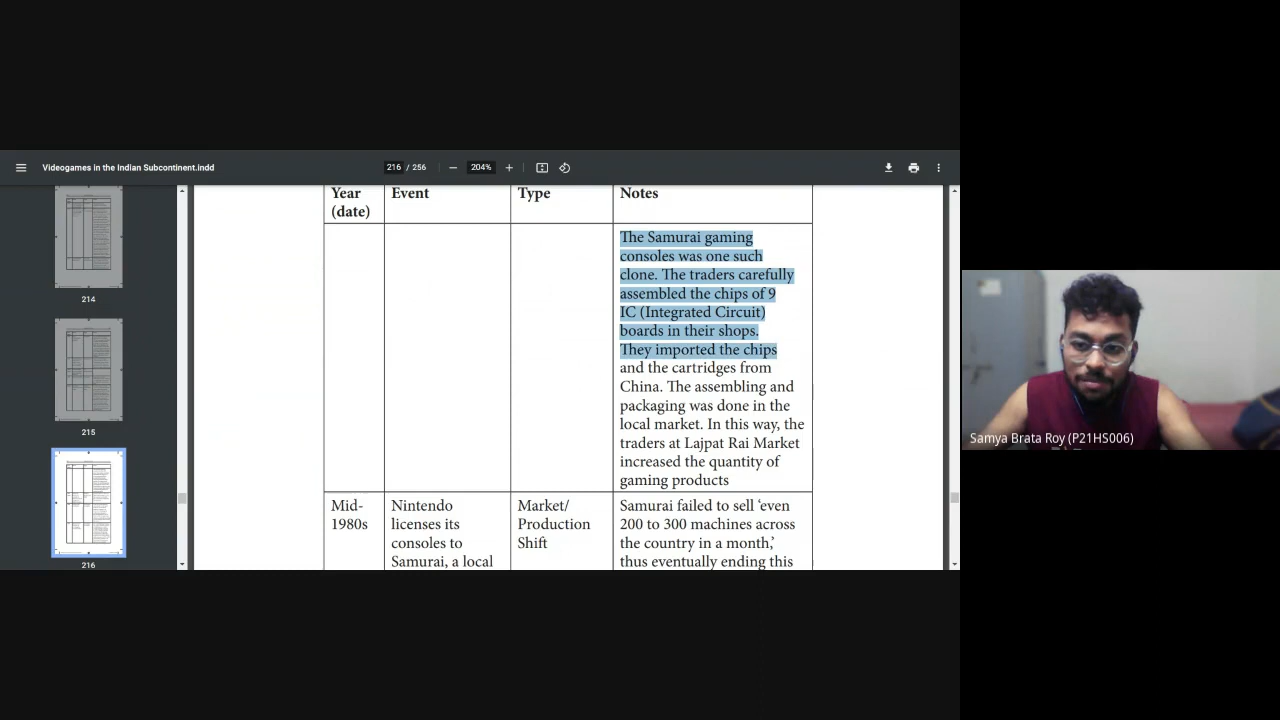 Videogames in the Indian Subcontinent.indd
216 / 256
204%
214
215
216
Year
(date)
Event
Type
Notes
The Samurai gaming
consoles was one such
clone. The traders carefully
assembled the chips of 9
IC (Integrated Circuit)
boards in their shops.
They imported the chips
and the cartridges from
China. The assembling and
packaging was done in the
local market. In this way, the
traders at Lajpat Rai Market
increased the quantity of
gaming products
Mid-
1980s
Nintendo
licenses its
consoles to
Samurai, a local
Market/
Production
Shift
Samurai failed to sell ‘even
200 to 300 machines across
the country in a month,’
thus eventually ending this
Samya Brata Roy (P21HS006)